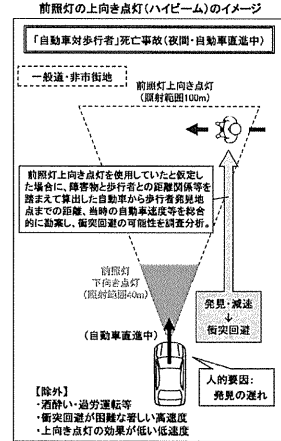 前照灯の上向き点灯(ハイビーム)のイメージ
「自動車対歩行者」死亡事故(夜間・自動車直進中)
一般道・非市街地
前照灯上向き点灯
(照射範囲100m)
前照灯上向き点灯を使用していたと仮定し
た場合に、障害物と歩行者との距離関係等を
踏まえて算出した自動車から歩行者発見地
点までの距離、当時の自動車速度等を総合
的に勘案し、衝突回避の可能性を調査分析。
前照灯
下向き点灯
(照射範囲40m)
発見・減速
↓
衝突回避
(自動車直進中)
人的要因:
発見の遅れ
【除外】
・酒酔い・過労運転等
・衝突回避が困難な著しい高速度
・上向き点灯の効果が低い低速度